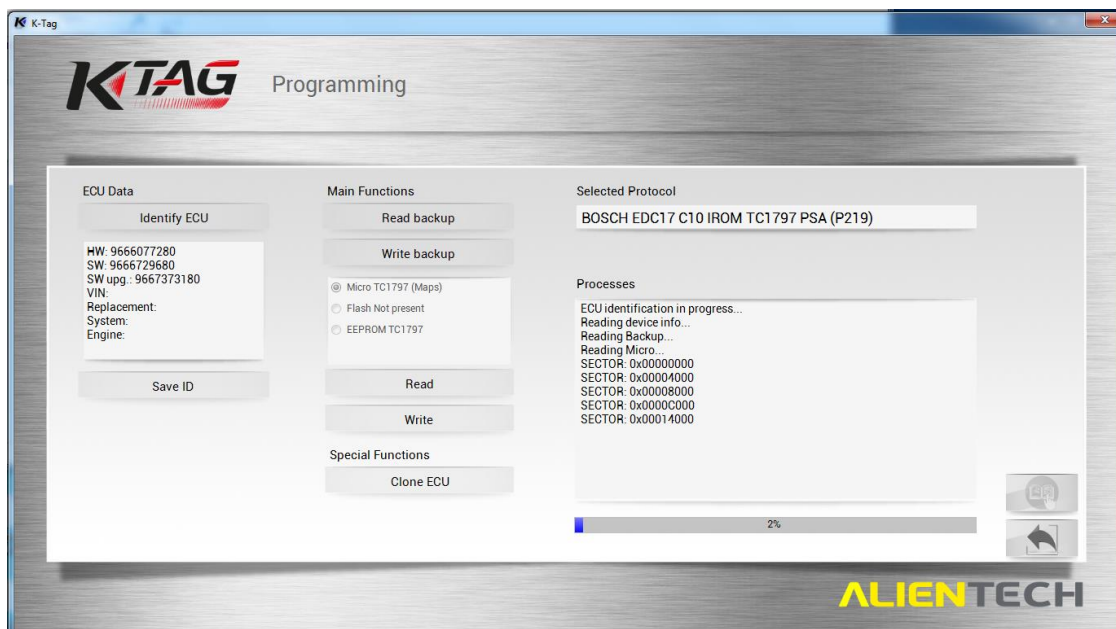 K-Tag
KTAG
Programming
ECU Data
Identify ECU
HW: 9666077280
SW: 9666729680
SW upg.: 9667373180
VIN:
Replacement:
System:
Engine:
Save ID
Main Functions
Read backup
Write backup
Micro TC1797 (Maps)
Flash Not present
EEPROM TC1797
Read
Write
Special Functions
Clone ECU
Selected Protocol
BOSCH EDC17 C10 IROM TC1797 PSA (P219)
Processes
ECU identification in progress...
Reading device info...
Reading Backup...
Reading Micro...
SECTOR: 0x00000000
SECTOR: 0x00004000
SECTOR: 0x00008000
SECTOR: 0x0000C000
SECTOR: 0x00014000
2%
ALIENTECH